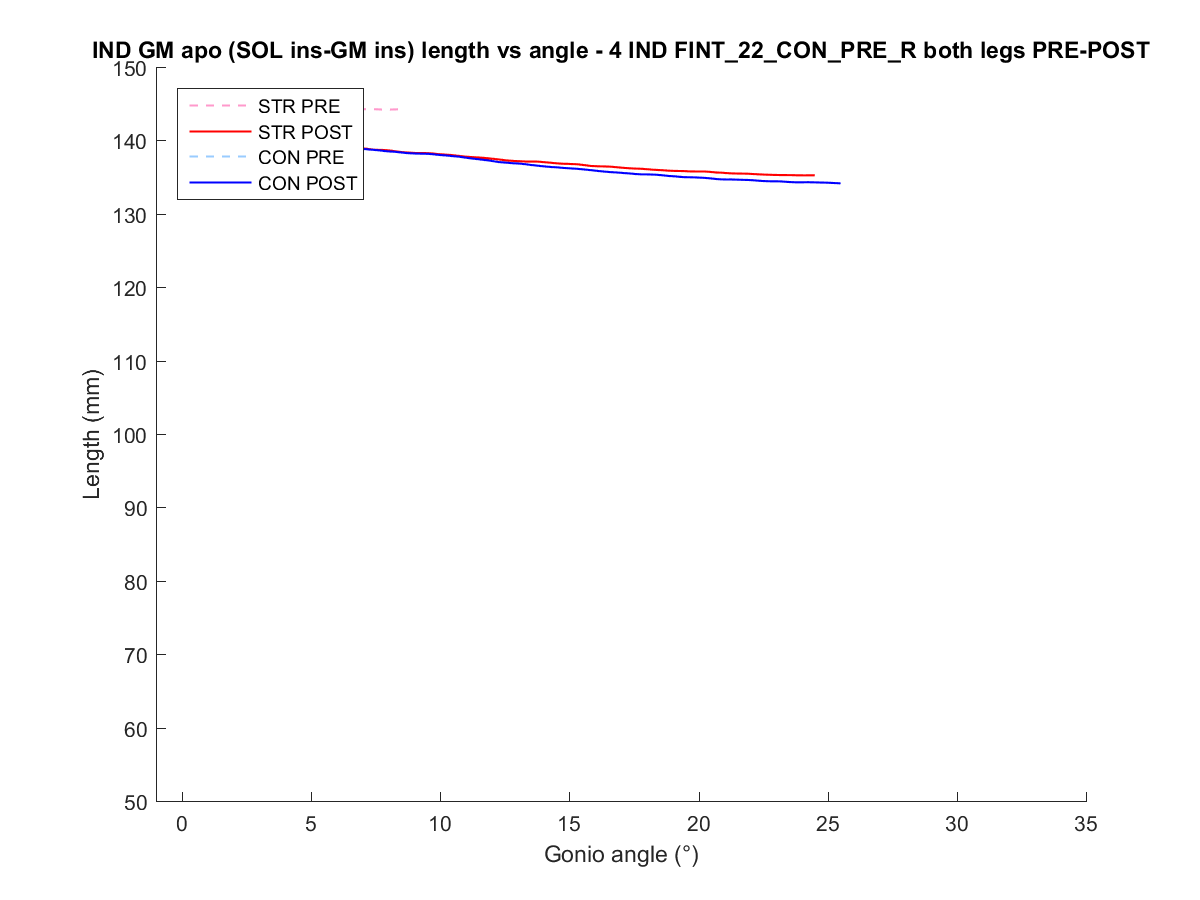 IND GM apo (SOL ins-GM ins) length vs angle - 4 IND FINT_22_CON_PRE_R both legs PRE-POST
150
140
130
120
110
100
90
80
70
60
50
Length (mm)
STR PRE
STR POST
CON PRE
CON POST
0 5 10 15 20 25 30 35
Gonio angle (°)